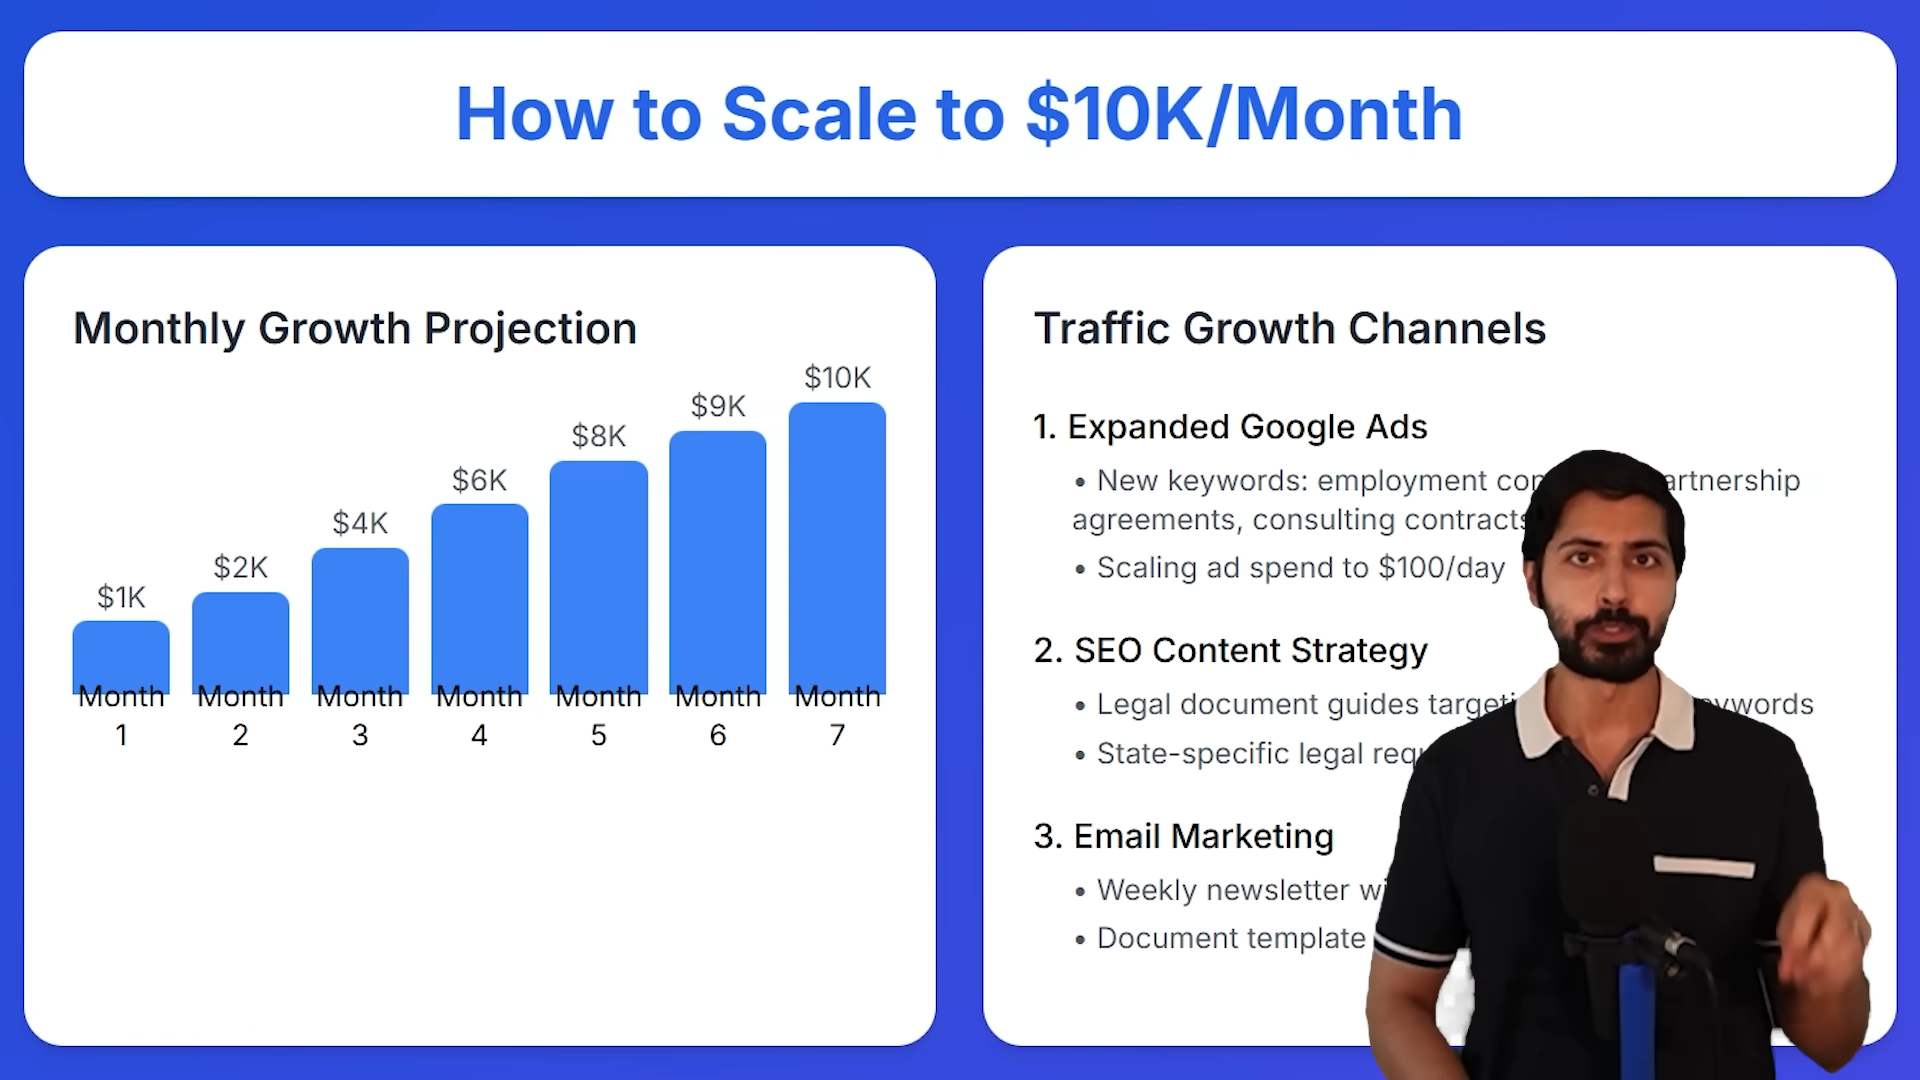 How to Scale to $10K/Month
Monthly Growth Projection
$1K
$2K
$4K
$6K
$8K
$9K
$10K
Month
1
Month
2
Month
3
Month
4
Month
5
Month
6
Month
7
Traffic Growth Channels
1. Expanded Google Ads
• New keywords: employment
agreements, consulting contracts
• Scaling ad spend to $100/day
2. SEO Content Strategy
• Legal document guides
• State-specific legal
3. Email Marketing
• Weekly newsletter
• Document template